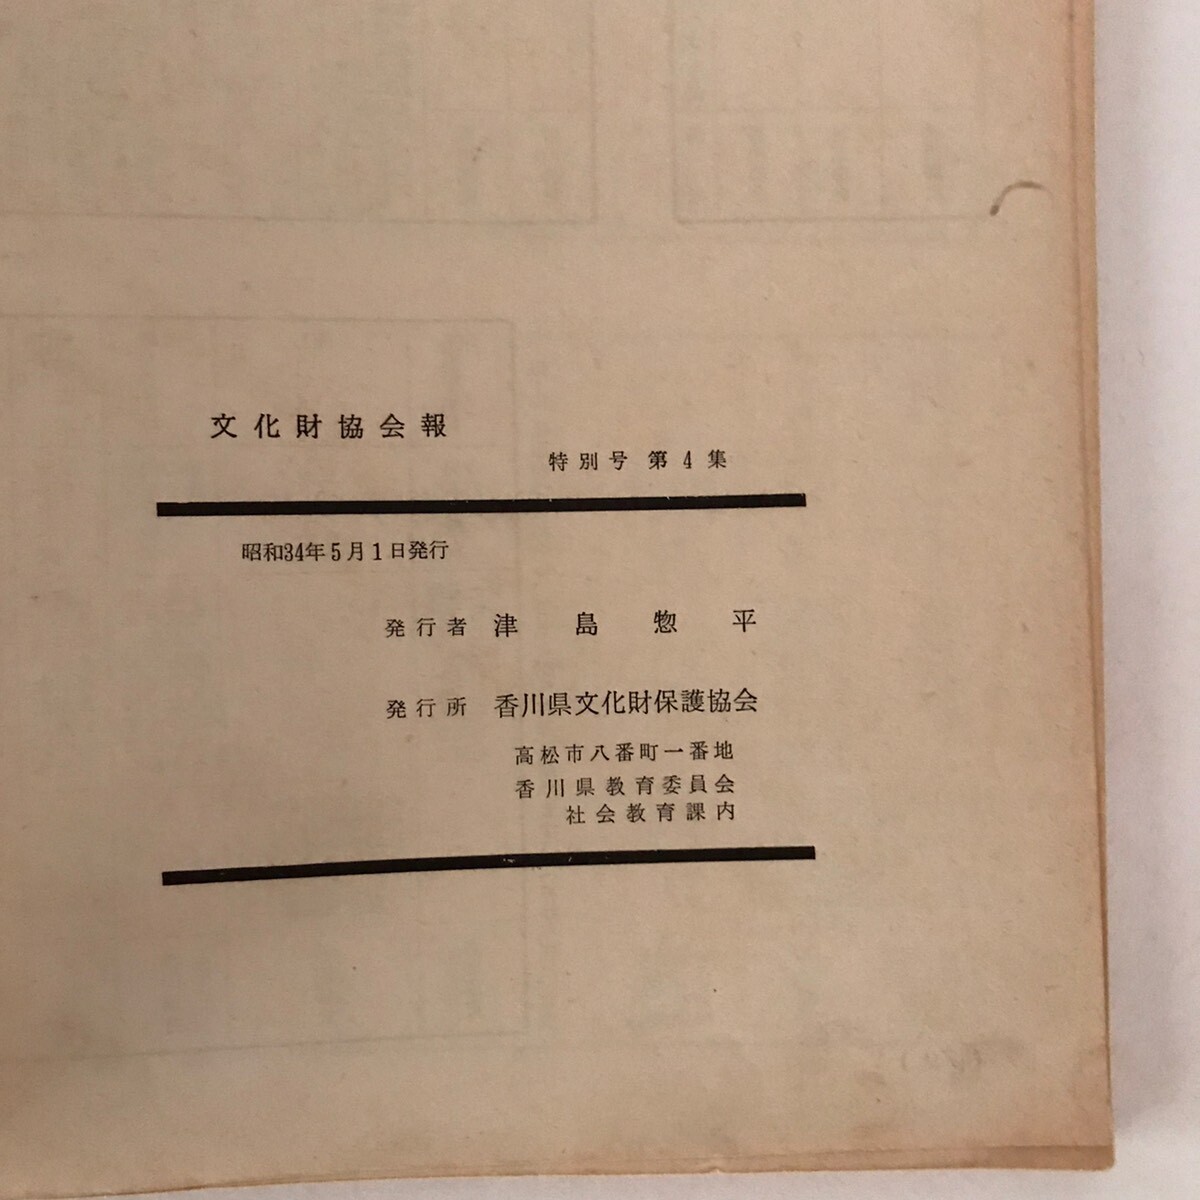 文化財協会報
特別号 第4集
昭和34年5月1日発行
発行者 津島惣平
発行所 香川県文化財保護協会
高松市八番町一番地
香川県教育委員会
社会教育課内